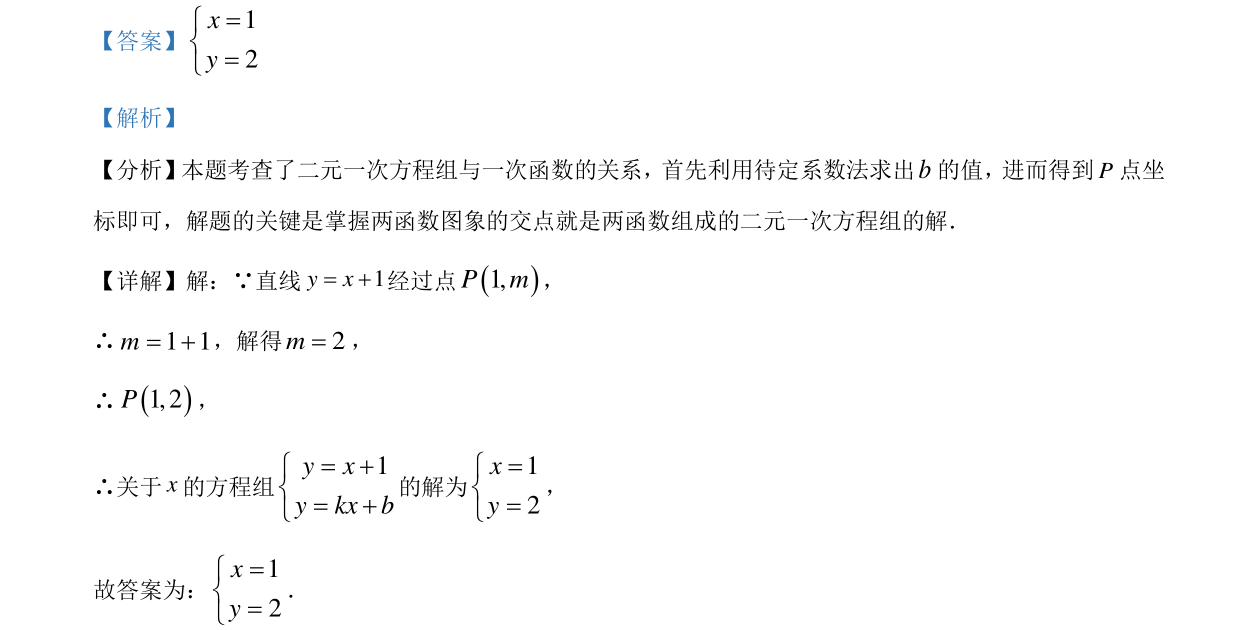 【答案】{x=1
y=2
【解析】
【分析】本题考查了二元一次方程组与一次函数的关系，首先利用待定系数法求出b的值，进而得到P点坐
标即可，解题的关键是掌握两函数图象的交点就是两函数组成的二元一次方程组的解．
【详解】解：∵直线y=x+1经过点P(1,m)，
∴m=1+1，解得m=2，
∴P(1,2)，
∴关于x的方程组{y=x+1 y=kx+b的解为{x=1 y=2，
故答案为：{x=1 y=2．